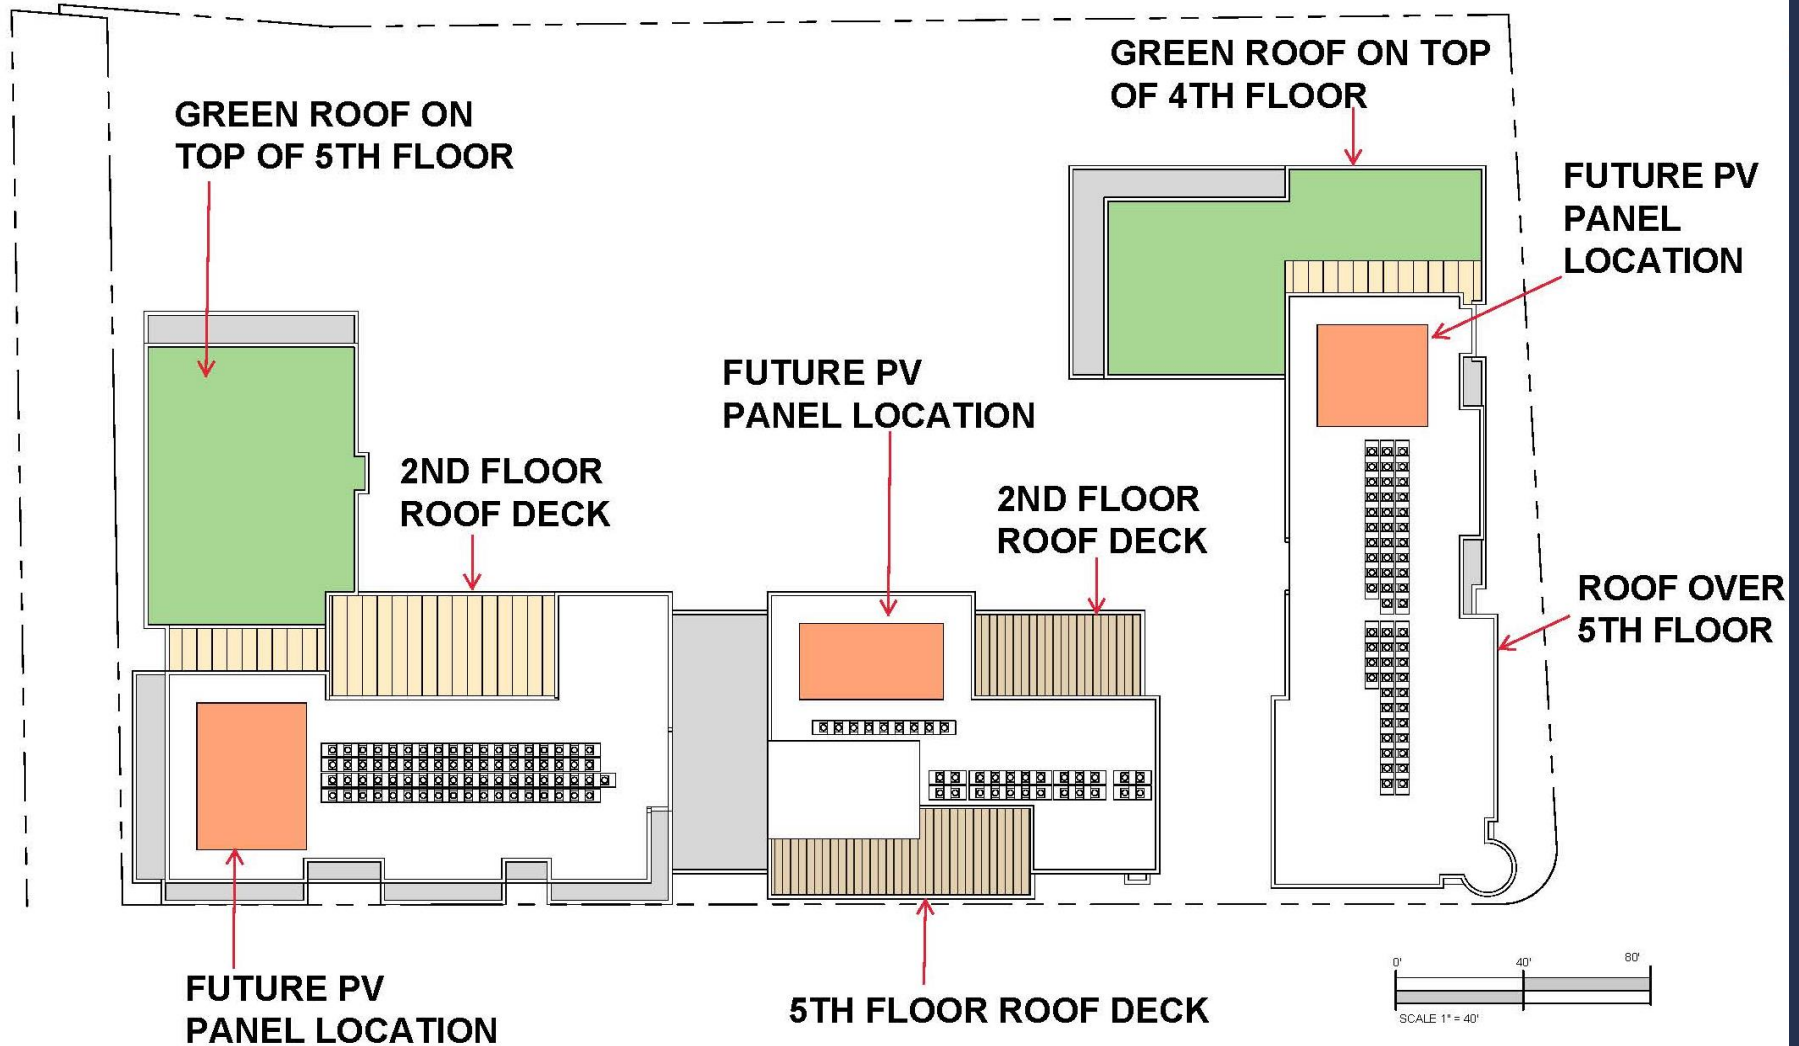 GREEN ROOF ON TOP
OF 4TH FLOOR
GREEN ROOF ON
TOP OF 5TH FLOOR
FUTURE PV
PANEL
LOCATION
FUTURE PV
PANEL LOCATION
2ND FLOOR
ROOF DECK
2ND FLOOR
ROOF DECK
ROOF OVER
5TH FLOOR
FUTURE PV
PANEL LOCATION
5TH FLOOR ROOF DECK
0' 40' 80'
SCALE 1" = 40'